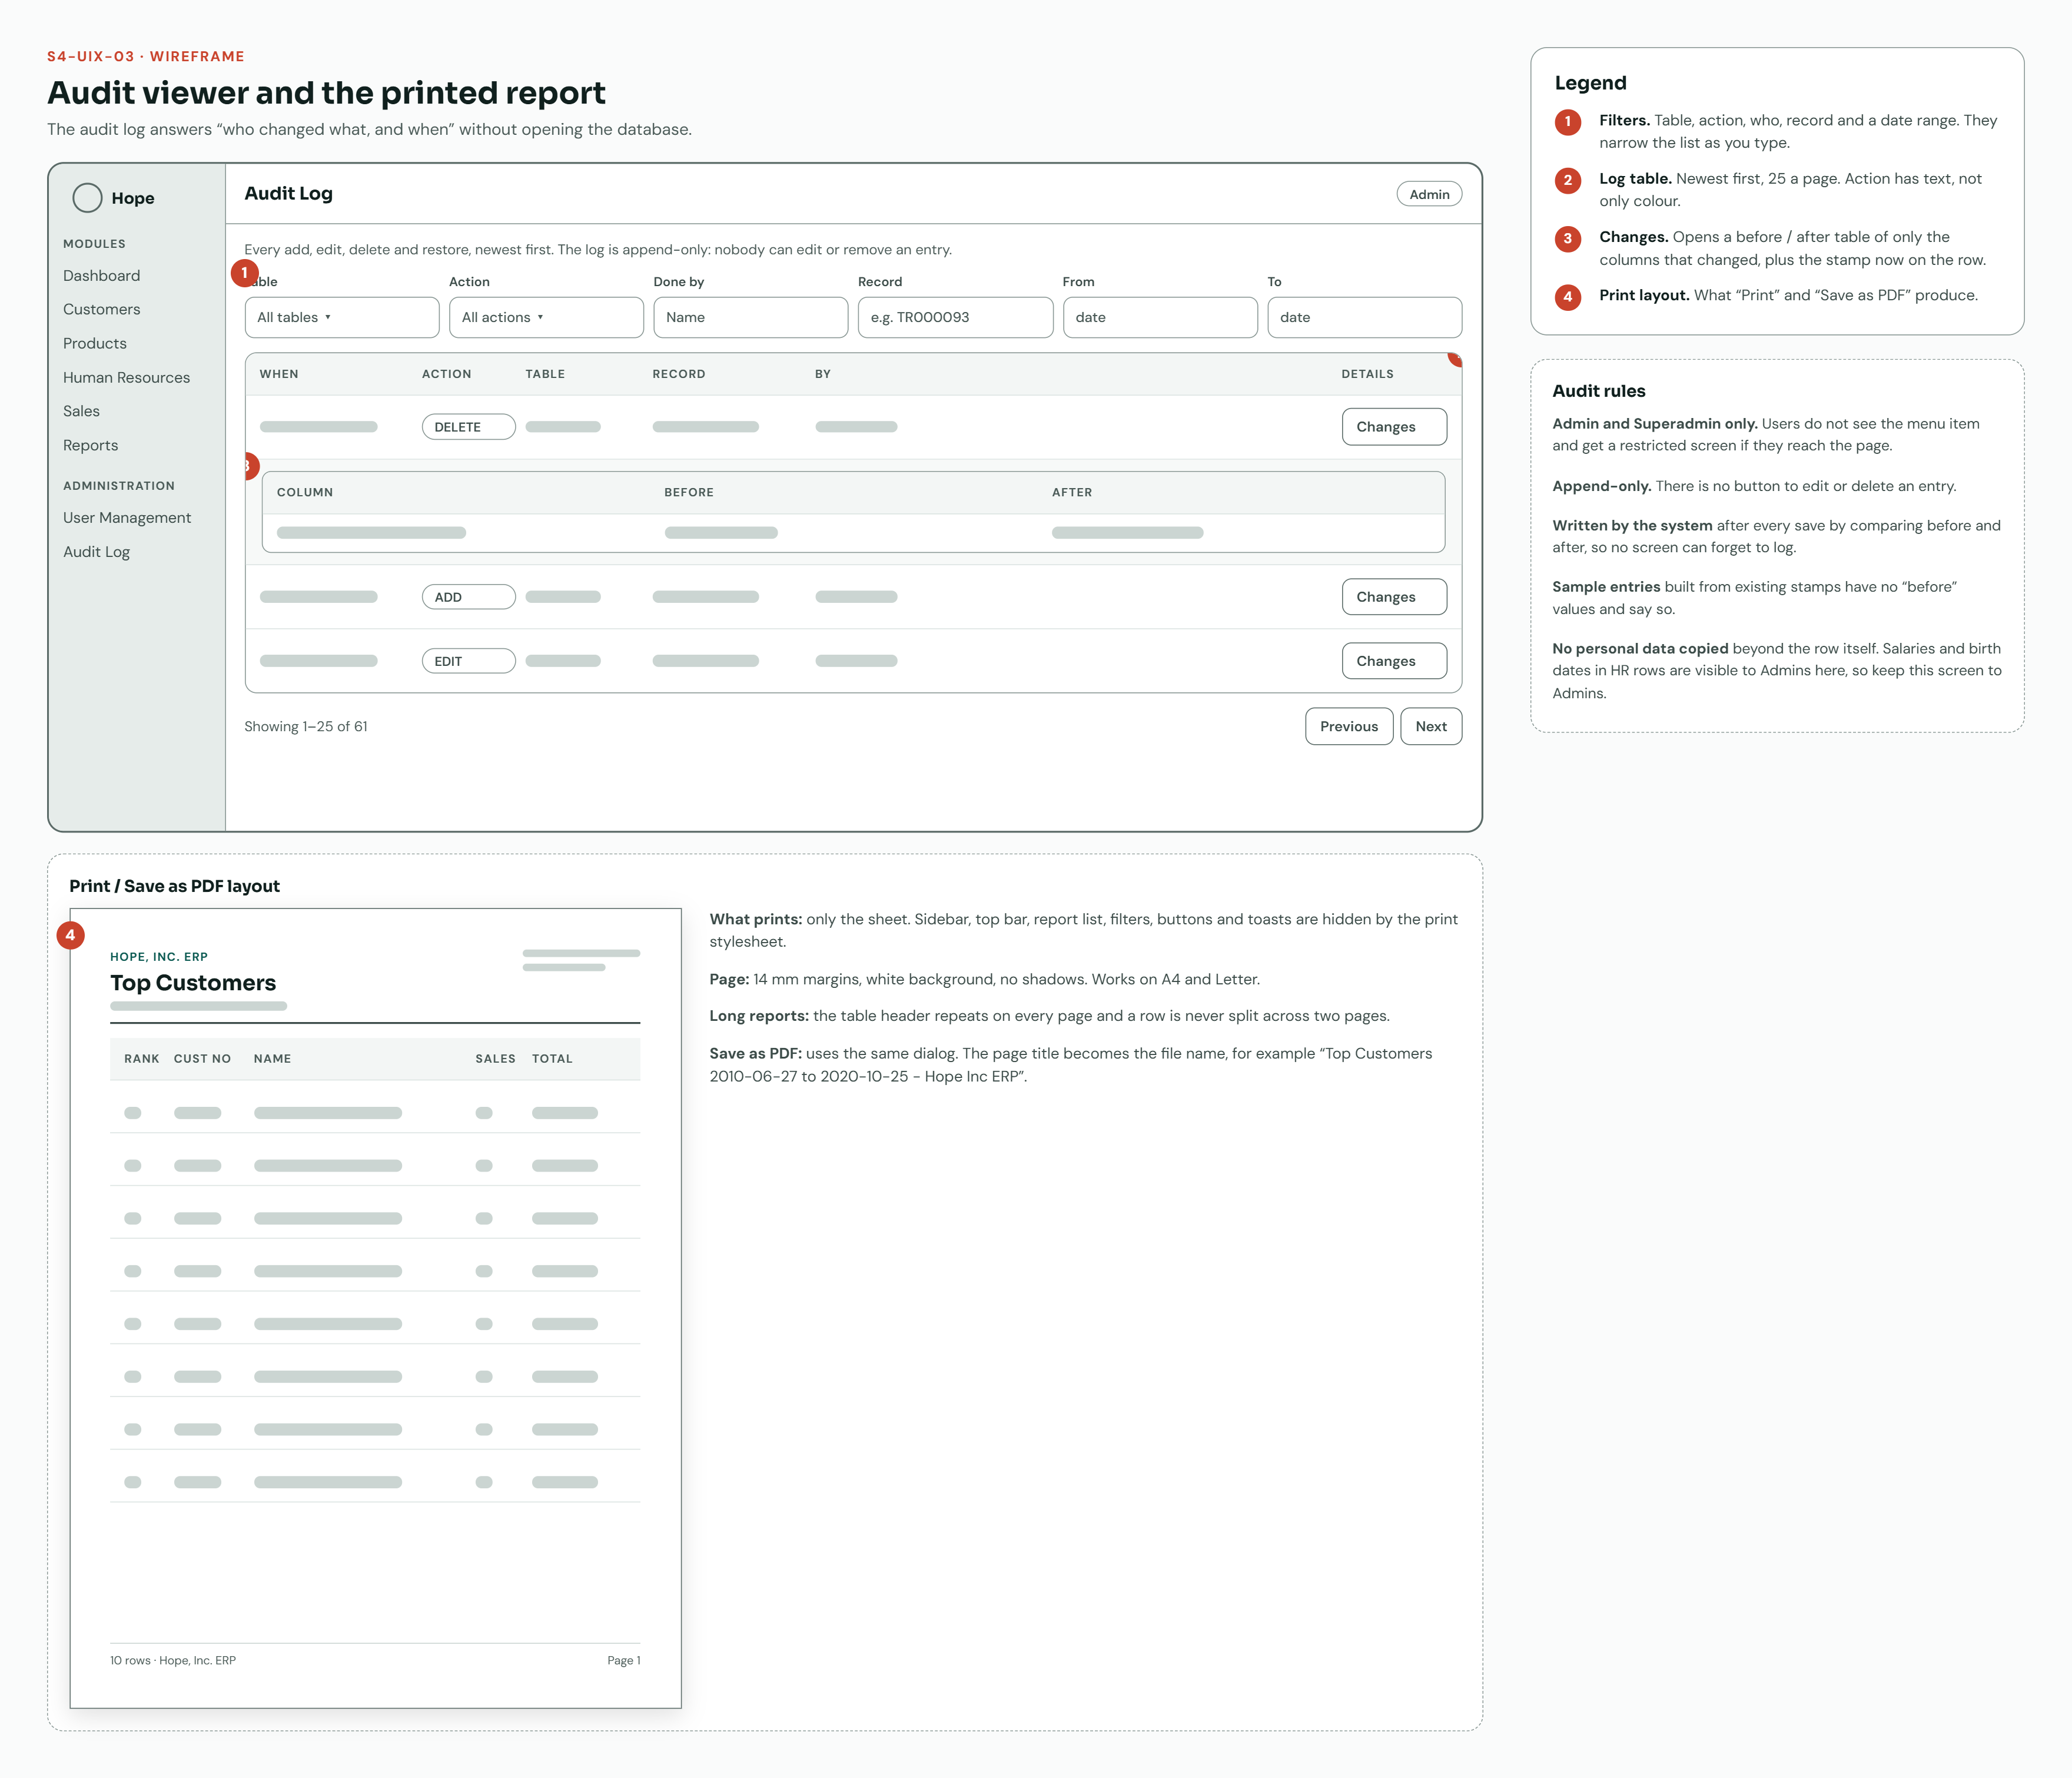 S4-UIX-03 · WIREFRAME
Audit viewer and the printed report
The audit log answers “who changed what, and when” without opening the database.
Hope
MODULES
Dashboard
Customers
Products
Human Resources
Sales
Reports
ADMINISTRATION
User Management
Audit Log
Audit Log
Admin
Every add, edit, delete and restore, newest first. The log is append-only: nobody can edit or remove an entry.
1
able Action Done by Record From To
All tables ▾ All actions ▾ Name e.g. TR000093 date date
WHEN ACTION TABLE RECORD BY DETAILS
DELETE Changes
3
COLUMN BEFORE AFTER
ADD Changes
EDIT Changes
Showing 1–25 of 61 Previous Next
Print / Save as PDF layout
4
HOPE, INC. ERP
Top Customers
RANK CUST NO NAME SALES TOTAL
10 rows · Hope, Inc. ERP Page 1
What prints: only the sheet. Sidebar, top bar, report list, filters, buttons and toasts are hidden by the print
stylesheet.
Page: 14 mm margins, white background, no shadows. Works on A4 and Letter.
Long reports: the table header repeats on every page and a row is never split across two pages.
Save as PDF: uses the same dialog. The page title becomes the file name, for example “Top Customers
2010-06-27 to 2020-10-25 - Hope Inc ERP”.
Legend
1 Filters. Table, action, who, record and a date range. They
narrow the list as you type.
2 Log table. Newest first, 25 a page. Action has text, not
only colour.
3 Changes. Opens a before / after table of only the
columns that changed, plus the stamp now on the row.
4 Print layout. What “Print” and “Save as PDF” produce.
Audit rules
Admin and Superadmin only. Users do not see the menu item
and get a restricted screen if they reach the page.
Append-only. There is no button to edit or delete an entry.
Written by the system after every save by comparing before and
after, so no screen can forget to log.
Sample entries built from existing stamps have no “before”
values and say so.
No personal data copied beyond the row itself. Salaries and birth
dates in HR rows are visible to Admins here, so keep this screen to
Admins.